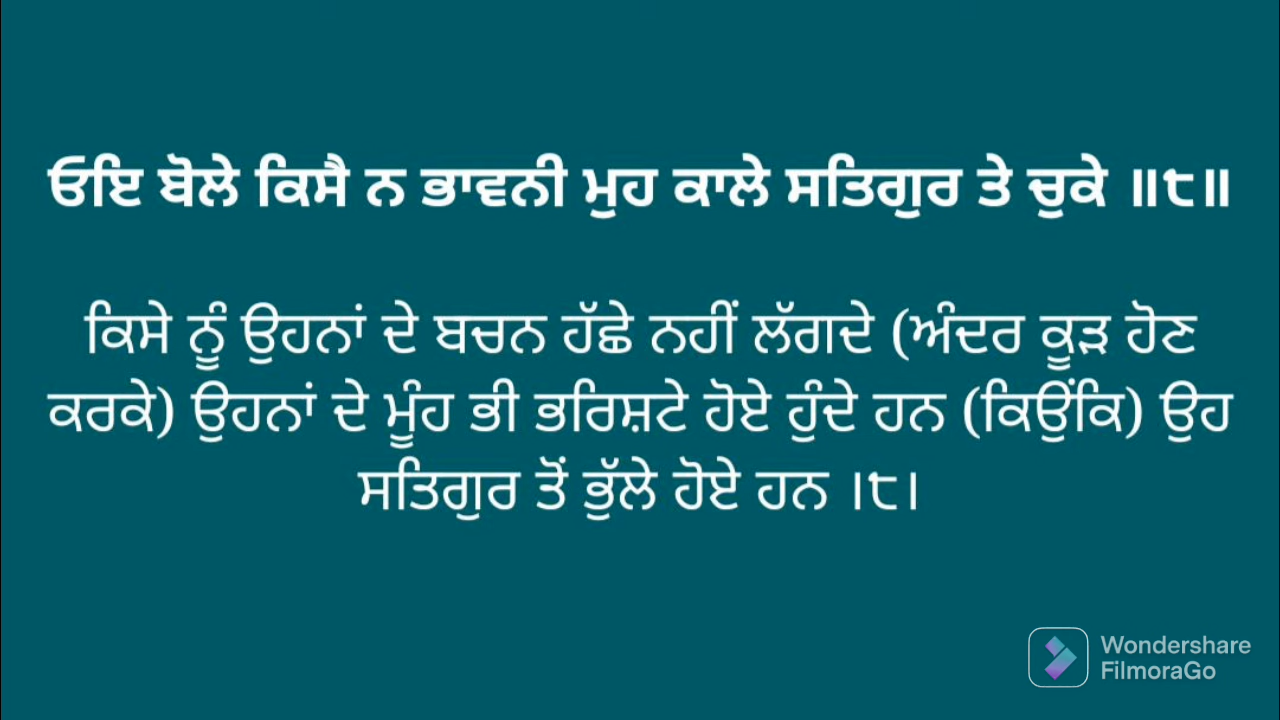 ਓਇ ਬੋਲੇ ਕਿਸੈ ਨ ਭਾਵਨੀ ਮੁਹ ਕਾਲੇ ਸਤਿਗੁਰ ਤੇ ਚੁਕੇ ॥੮॥
ਕਿਸੇ ਨੂੰ ਉਹਨਾਂ ਦੇ ਬਚਨ ਹੱਛੇ ਨਹੀਂ ਲੱਗਦੇ (ਅੰਦਰ ਕੂੜ ਹੋਣ
ਕਰਕੇ) ਉਹਨਾਂ ਦੇ ਮੂੰਹ ਭੀ ਭਰਿਸ਼ਟੇ ਹੋਏ ਹੁੰਦੇ ਹਨ (ਕਿਉਂਕਿ) ਉਹ
ਸਤਿਗੁਰ ਤੋਂ ਭੁੱਲੇ ਹੋਏ ਹਨ ।੮।
Wondershare
FilmoraGo